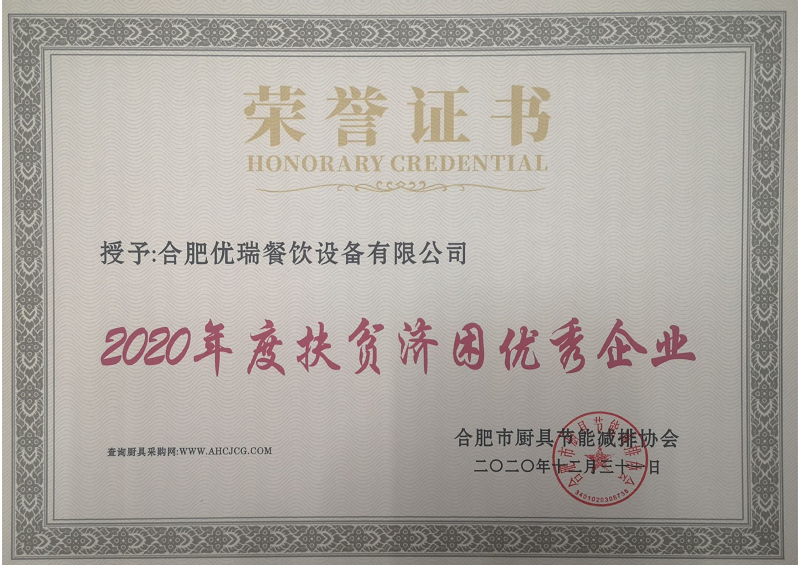 荣誉证书
HONORARY CREDENTIAL
授予:合肥优瑞餐饮设备有限公司
2020年度扶贫济困优秀企业
合肥市厨具节能减排协会
二〇二〇年十二月三十一日
查询厨具采购网:WWW.AHCJCG.COM